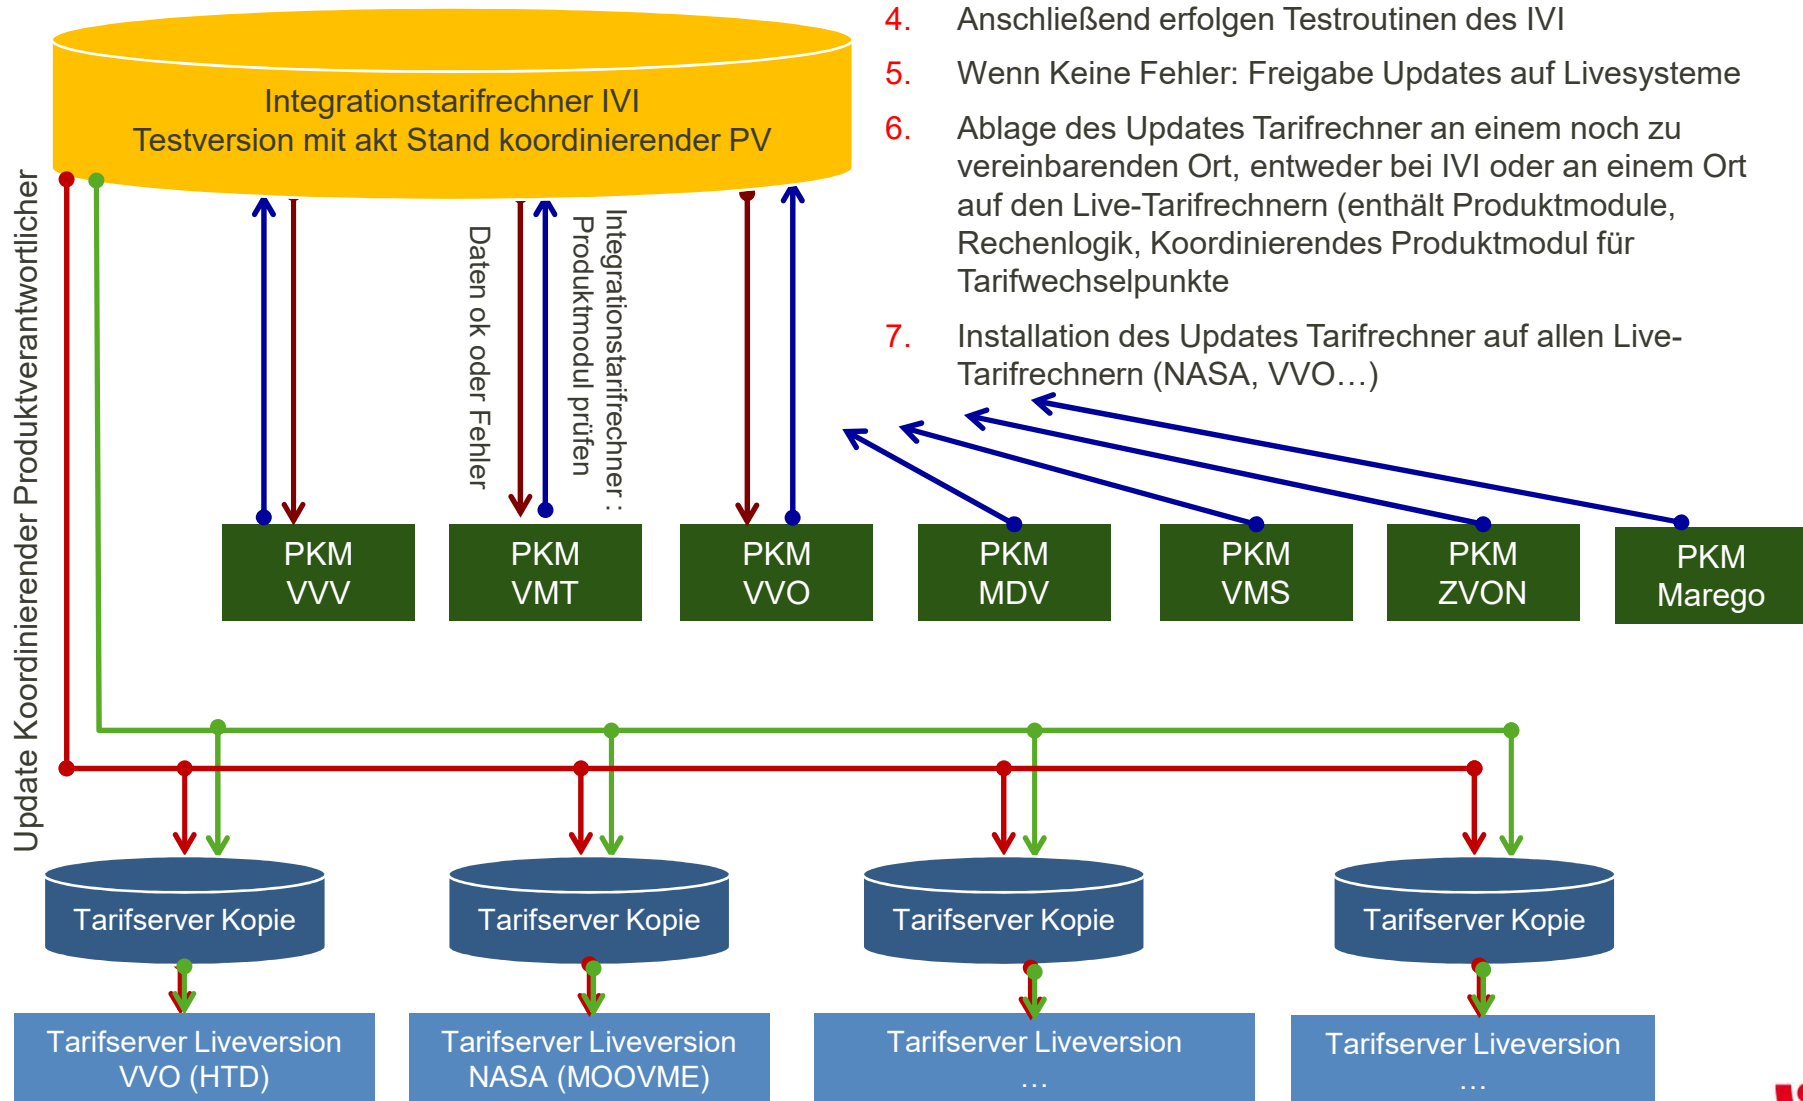 4. Anschließend erfolgen Testroutinen des IVI
5. Wenn Keine Fehler: Freigabe Updates auf Livesysteme
6. Ablage des Updates Tarifrechner an einem noch zu
vereinbarenden Ort, entweder bei IVI oder an einem Ort
auf den Live-Tarifrechnern (enthält Produktmodule,
Rechenlogik, Koordinierendes Produktmodul für
Tarifwechselpunkte
7. Installation des Updates Tarifrechner auf allen Live-
Tarifrechnern (NASA, VVO…)
Integrationstarifrechner IVI
Testversion mit akt Stand koordinierender PV
Update Koordinierender Produktverantwortlicher
Daten ok oder Fehler
Integrationstarifrechner :
Produktmodul prüfen
PKM
VVV
PKM
VMT
PKM
VVO
PKM
MDV
PKM
VMS
PKM
ZVON
PKM
Marego
Tarifserver Kopie
Tarifserver Kopie
Tarifserver Kopie
Tarifserver Kopie
Tarifserver Liveversion
VVO (HTD)
Tarifserver Liveversion
NASA (MOOVME)
Tarifserver Liveversion
…
Tarifserver Liveversion
…